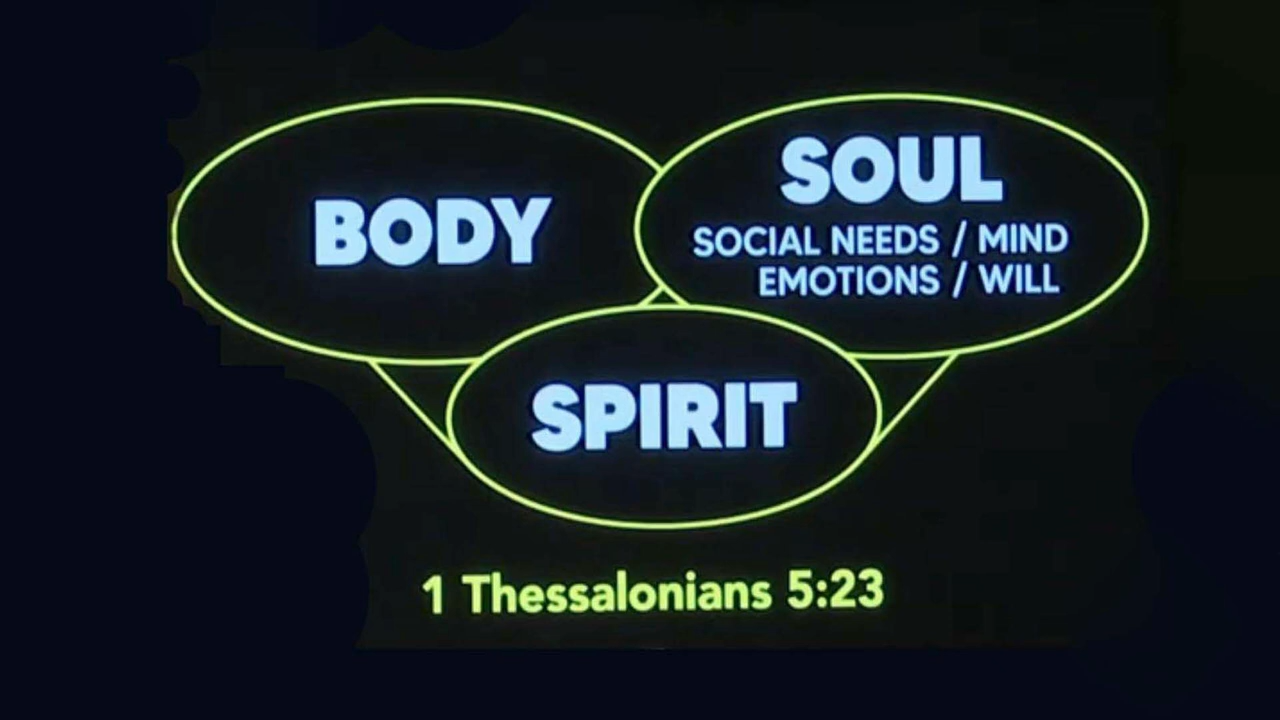 BODY
SOUL
SOCIAL NEEDS / MIND
EMOTIONS / WILL
SPIRIT
1 Thessalonians 5:23